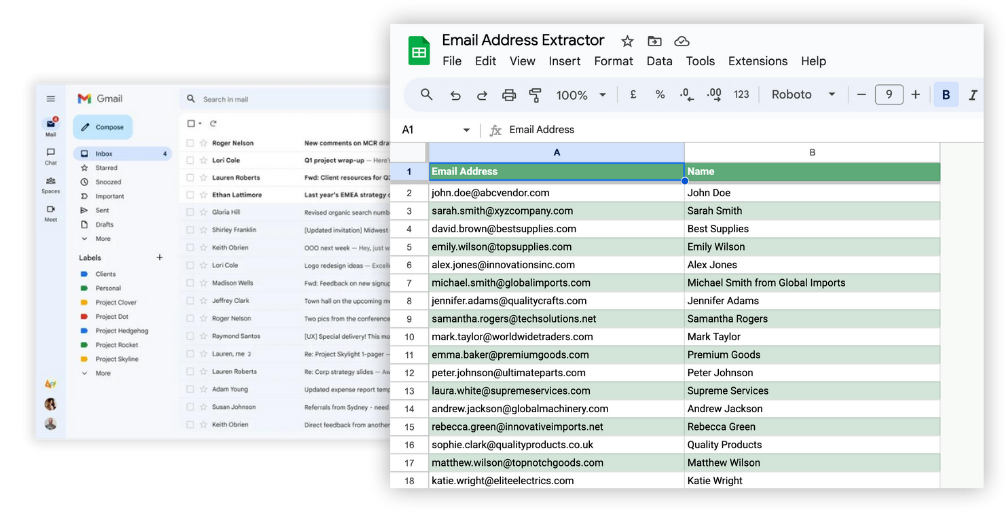 Gmail
Search in mail
Compose
Mail
Chat
Spaces
Meet
Inbox 4
Starred
Snoozed
Important
Sent
Drafts
More
Labels +
Clients
Personal
Project Clover
Project Dot
Project Hedgehog
Project Rocket
Project Skyline
More
Roger Nelson New comments on MCR dra
Lori Cole Q1 project wrap-up — Here's
Lauren Roberts Fwd: Client resources for Q
Ethan Lattimore Last year's EMEA strategy
Gloria Hill Revised organic search numb
Shirley Franklin [Updated invitation] Midwest
Keith Obrien OOO next week — Hey, just w
Lori Cole Logo redesign ideas — Excell
Madison Wells Fwd: Feedback on new signup
Jeffrey Clark Town hall on the upcoming m
Roger Nelson Two pics from the conference
Raymond Santos [UX] Special delivery! This mo
Lauren, me 2 Re: Project Skylight 1-pager –
Lauren Roberts Re: Corp strategy slides — Aw
Adam Young Updated expense report temp
Susan Johnson Referrals from Sydney - need
Keith Obrien Direct feedback from another
Email Address Extractor
File Edit View Insert Format Data Tools Extensions Help
100% £ % .0 .00 123 Roboto − 9 + B I
A1 fx Email Address
A B
1 Email Address Name
2 john.doe@abcvendor.com John Doe
3 sarah.smith@xyzcompany.com Sarah Smith
4 david.brown@bestsupplies.com Best Supplies
5 emily.wilson@topsupplies.com Emily Wilson
6 alex.jones@innovationsinc.com Alex Jones
7 michael.smith@globalimports.com Michael Smith from Global Imports
8 jennifer.adams@qualitycrafts.com Jennifer Adams
9 samantha.rogers@techsolutions.net Samantha Rogers
10 mark.taylor@worldwidetraders.com Mark Taylor
11 emma.baker@premiumgoods.com Premium Goods
12 peter.johnson@ultimateparts.com Peter Johnson
13 laura.white@supremeservices.com Supreme Services
14 andrew.jackson@globalmachinery.com Andrew Jackson
15 rebecca.green@innovativeimports.net Rebecca Green
16 sophie.clark@qualityproducts.co.uk Quality Products
17 matthew.wilson@topnotchgoods.com Matthew Wilson
18 katie.wright@eliteelectrics.com Katie Wright